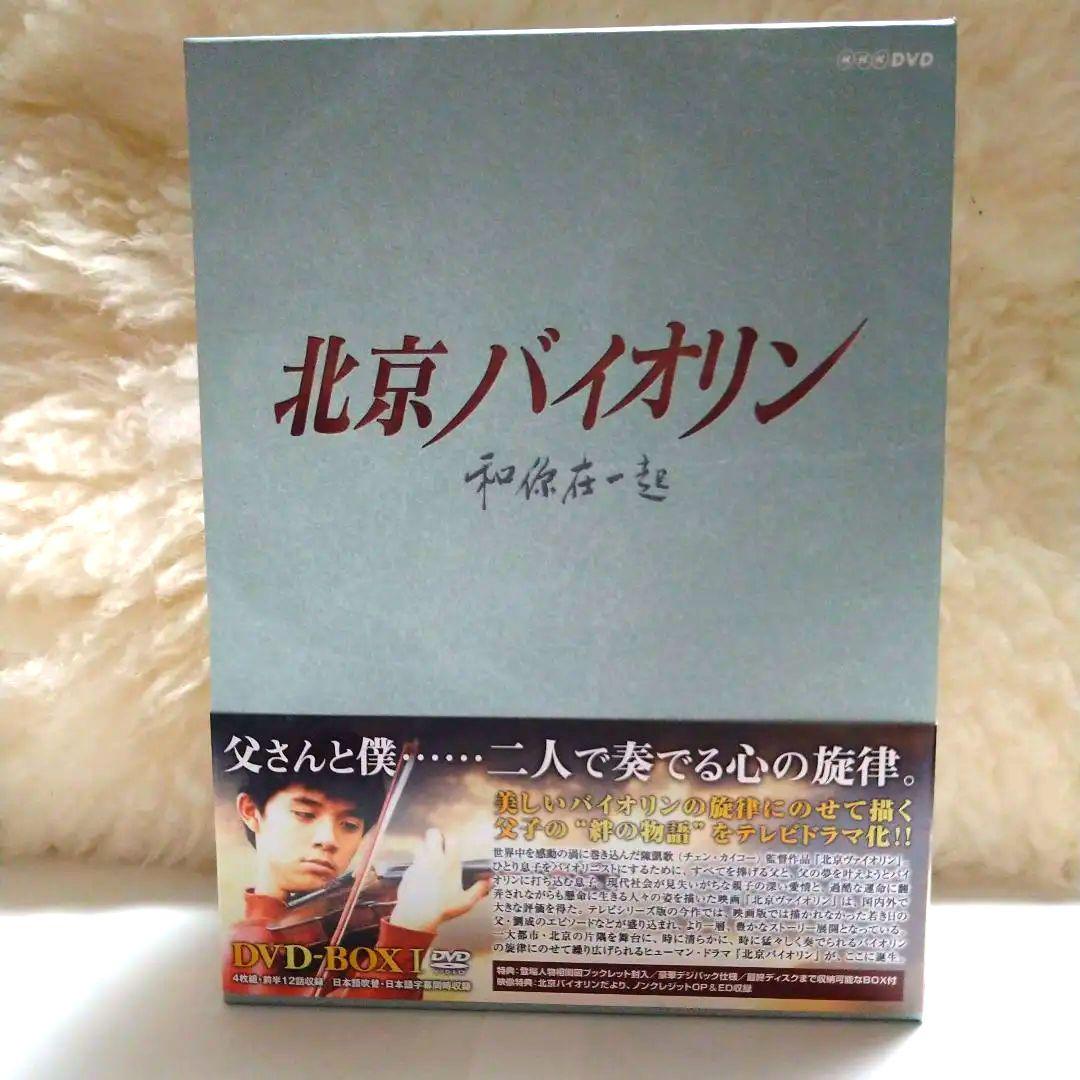 NHK DVD
北京バイオリン
和你在一起
父さんと僕……二人で奏でる心の旋律。
美しいバイオリンの旋律にのせて描く
父子の“絆の物語”をテレビドラマ化!!
世界中を感動の渦に巻き込んだ陳凱歌(チェン・カイコー)監督作品『北京ヴァイオリン』。
ひとり息子をバイオリニストにするために、すべてを捧げる父と、父の夢を叶えようとバイ
オリンに打ち込む息子。現代社会が見失いがちな親子の深い愛情と、過酷な運命に翻
弄されながらも懸命に生きる人々の姿を描いた映画『北京ヴァイオリン』は、国内外で
大きな評価を得た。テレビシリーズ版の今作では、映画版では描かれなかった若き日の
父・劉成のエピソードなどが盛り込まれ、より一層、豊かなストーリー展開となっている。
一大都市・北京の片隅を舞台に、時に清らかに、時に猛々しく奏でられるバイオリン
の旋律にのせて繰り広げられるヒューマン・ドラマ『北京バイオリン』が、ここに誕生。
DVD-BOX I
DVD
VIDEO
4枚組・前半12話収録 日本語吹替・日本語字幕同時収録
特典:登場人物相関図ブックレット封入/豪華デジパック仕様/最終ディスクまで収納可能なBOX付
映像特典:北京バイオリンだより、ノンクレジットOP&ED収録